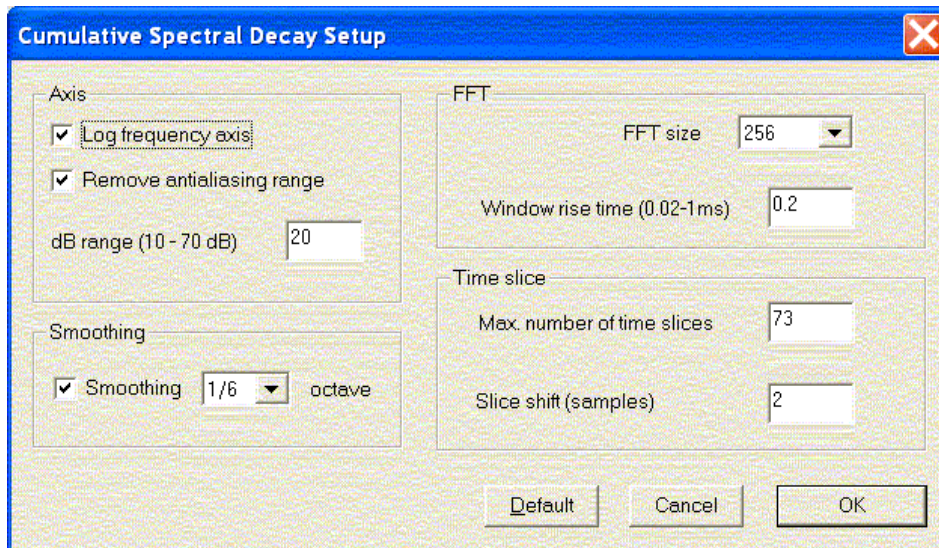 Cumulative Spectral Decay Setup
Axis
Log frequency axis
Remove antialiasing range
dB range (10 - 70 dB) 20
Smoothing
Smoothing 1/6 octave
FFT
FFT size 256
Window rise time (0.02-1ms) 0.2
Time slice
Max. number of time slices 73
Slice shift (samples) 2
Default Cancel OK